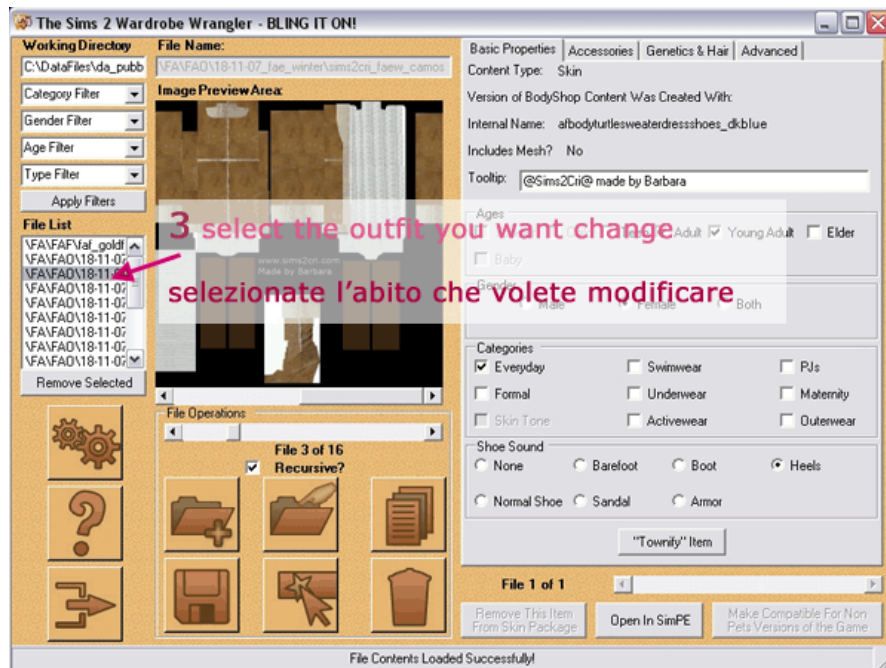 The Sims 2 Wardrobe Wrangler - BLING IT ON!
Working Directory
File Name:
C:\DataFiles\da_pubb
\FA\FAO\18-11-07_fae_winter\sims2cri_faew_camos
Category Filter
Gender Filter
Age Filter
Type Filter
Apply Filters
File List
\FA\FAF\faf_goldf
\FA\FAO\18-11-07
\FA\FAO\18-11-0
\FA\FAO\18-11-07
\FA\FAO\18-11-07
\FA\FAO\18-11-07
\FA\FAO\18-11-07
\FA\FAO\18-11-07
\FA\FAO\18-11-07
Remove Selected
Image Preview Area:
www.sims2cri.com
Made by Barbara
3 select the outfit you want change
selezionate l'abito che volete modificare
File Operations
File 3 of 16
Recursive?
Basic Properties Accessories Genetics & Hair Advanced
Content Type: Skin
Version of BodyShop Content Was Created With:
Internal Name: afbodyturtlesweaterdressshoes_dkblue
Includes Mesh? No
Tooltip: @Sims2Cri@ made by Barbara
Ages
Adult Young Adult Elder
Baby
Gender
Male Female Both
Categories
Everyday Swimwear PJs
Formal Underwear Maternity
Skin Tone Activewear Outerwear
Shoe Sound
None Barefoot Boot Heels
Normal Shoe Sandal Armor
"Townify" Item
File 1 of 1
Remove This Item
From Skin Package
Open In SimPE
Make Compatible For Non
Pets Versions of the Game
File Contents Loaded Successfully!